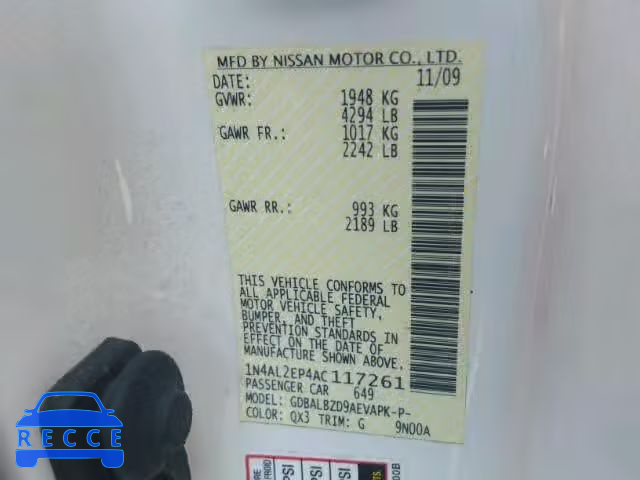 MFD BY NISSAN MOTOR CO., LTD.
DATE: 11/09
GVWR: 1948 KG
4294 LB
GAWR FR.: 1017 KG
2242 LB
GAWR RR.: 993 KG
2189 LB
THIS VEHICLE CONFORMS TO
ALL APPLICABLE FEDERAL
MOTOR VEHICLE SAFETY,
BUMPER, AND THEFT
PREVENTION STANDARDS IN
EFFECT ON THE DATE OF
MANUFACTURE SHOWN ABOVE.
1N4AL2EP4AC117261
PASSENGER CAR 649
MODEL: GDBALBZD9AEVAPK-P-
COLOR: QX3 TRIM: G 9N00A
RECCE
PSI
PSI
PSI